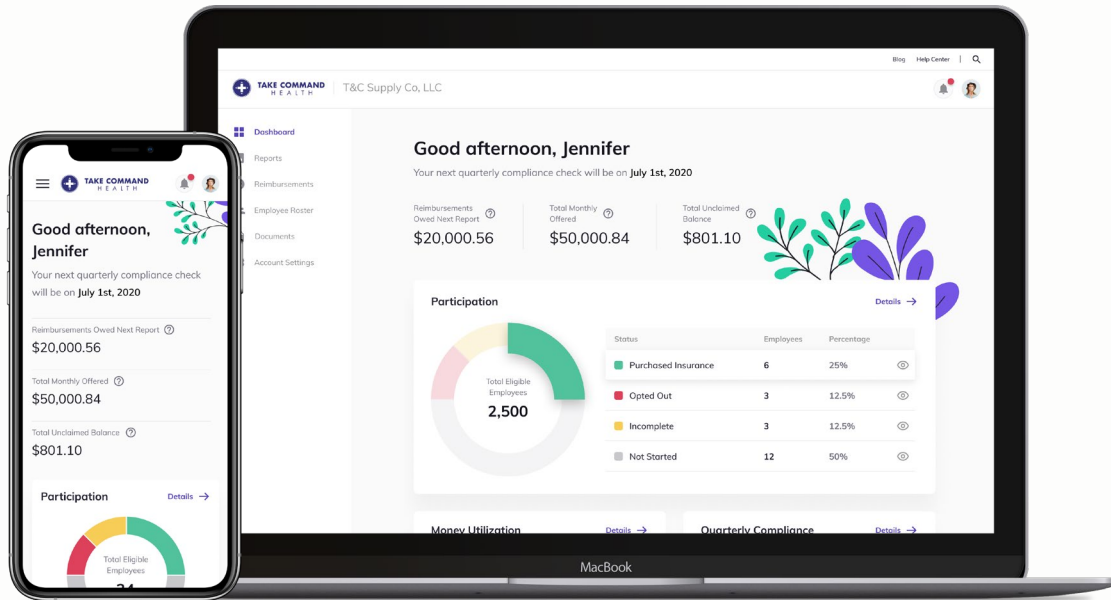 Blog Help Center
TAKE COMMAND
HEALTH
T&C Supply Co, LLC
Dashboard
Reports
Reimbursements
Employee Roster
Documents
Account Settings
Good afternoon, Jennifer
Your next quarterly compliance check will be on July 1st, 2020
Reimbursements
Owed Next Report
$20,000.56
Total Monthly
Offered
$50,000.84
Total Unclaimed
Balance
$801.10
Participation
Details
Total Eligible
Employees
2,500
Status Employees Percentage
Purchased Insurance 6 25%
Opted Out 3 12.5%
Incomplete 3 12.5%
Not Started 12 50%
Money Utilization
Details
Quarterly Compliance
Details
MacBook
TAKE COMMAND
HEALTH
Good afternoon,
Jennifer
Your next quarterly compliance check
will be on July 1st, 2020
Reimbursements Owed Next Report
$20,000.56
Total Monthly Offered
$50,000.84
Total Unclaimed Balance
$801.10
Participation
Details
Total Eligible
Employees